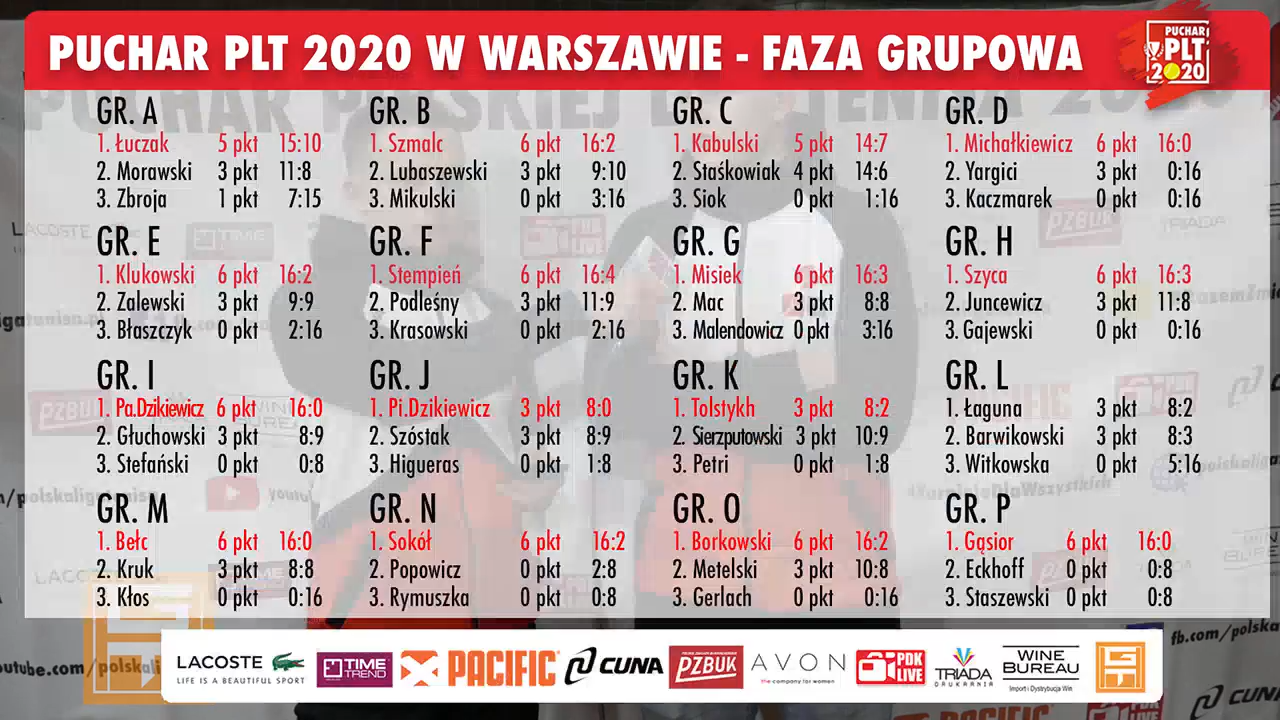 PUCHAR PLT 2020 W WARSZAWIE - FAZA GRUPOWA
PUCHAR
PLT
2020
GR. A
1. Łuczak 5 pkt 15:10
2. Morawski 3 pkt 11:8
3. Zbroja 1 pkt 7:15
GR. B
1. Szmalc 6 pkt 16:2
2. Lubaszewski 3 pkt 9:10
3. Mikulski 0 pkt 3:16
GR. C
1. Kabulski 5 pkt 14:7
2. Staśkowiak 4 pkt 14:6
3. Siok 0 pkt 1:16
GR. D
1. Michałkiewicz 6 pkt 16:0
2. Yargici 3 pkt 0:16
3. Kaczmarek 0 pkt 0:16
GR. E
1. Klukowski 6 pkt 16:2
2. Zalewski 3 pkt 9:9
3. Błaszczyk 0 pkt 2:16
GR. F
1. Stempień 6 pkt 16:4
2. Podleśny 3 pkt 11:9
3. Krasowski 0 pkt 2:16
GR. G
1. Misiek 6 pkt 16:3
2. Mac 3 pkt 8:8
3. Malendowicz 0 pkt 3:16
GR. H
1. Szyca 6 pkt 16:3
2. Juncewicz 3 pkt 11:8
3. Gajewski 0 pkt 0:16
GR. I
1. Pa.Dzikiewicz 6 pkt 16:0
2. Głuchowski 3 pkt 8:9
3. Stefański 0 pkt 0:8
GR. J
1. Pi.Dzikiewicz 3 pkt 8:0
2. Szóstak 3 pkt 8:9
3. Higueras 0 pkt 1:8
GR. K
1. Tolstykh 3 pkt 8:2
2. Sierzputowski 3 pkt 10:9
3. Petri 0 pkt 1:8
GR. L
1. Łaguna 3 pkt 8:2
2. Barwikowski 3 pkt 8:3
3. Witkowska 0 pkt 5:16
GR. M
1. Bełc 6 pkt 16:0
2. Kruk 3 pkt 8:8
3. Kłos 0 pkt 0:16
GR. N
1. Sokół 6 pkt 16:2
2. Popowicz 0 pkt 2:8
3. Rymuszka 0 pkt 0:8
GR. O
1. Borkowski 6 pkt 16:2
2. Metelski 3 pkt 10:8
3. Gerlach 0 pkt 0:16
GR. P
1. Gąsior 6 pkt 16:0
2. Eckhoff 0 pkt 0:8
3. Staszewski 0 pkt 0:8
LACOSTE
LIFE IS A BEAUTIFUL SPORT
TIME
TREND
PACIFIC
CUNA
PZBUK
AVON
the company for women
PDK
LIVE
TRIADA
DRUKARNIA
WINE
BUREAU
Import i Dystrybucja Win
fb.com/polska
outube.com/polskali
CUNA
PACIFIC